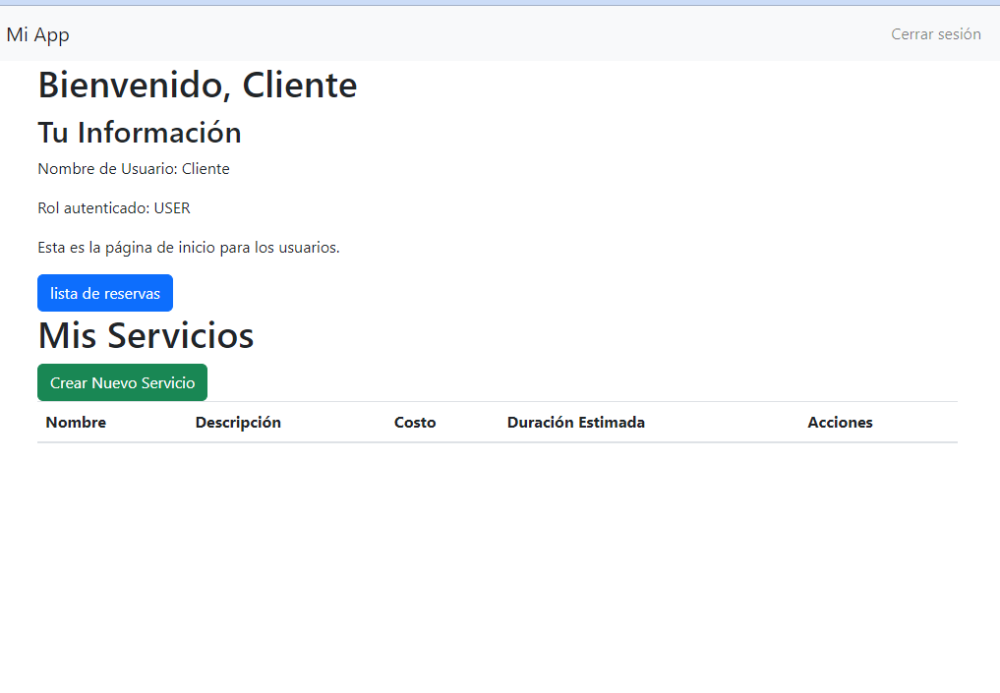 Mi App Cerrar sesión
Bienvenido, Cliente
Tu Información
Nombre de Usuario: Cliente
Rol autenticado: USER
Esta es la página de inicio para los usuarios.
lista de reservas
Mis Servicios
Crear Nuevo Servicio
Nombre Descripción Costo Duración Estimada Acciones